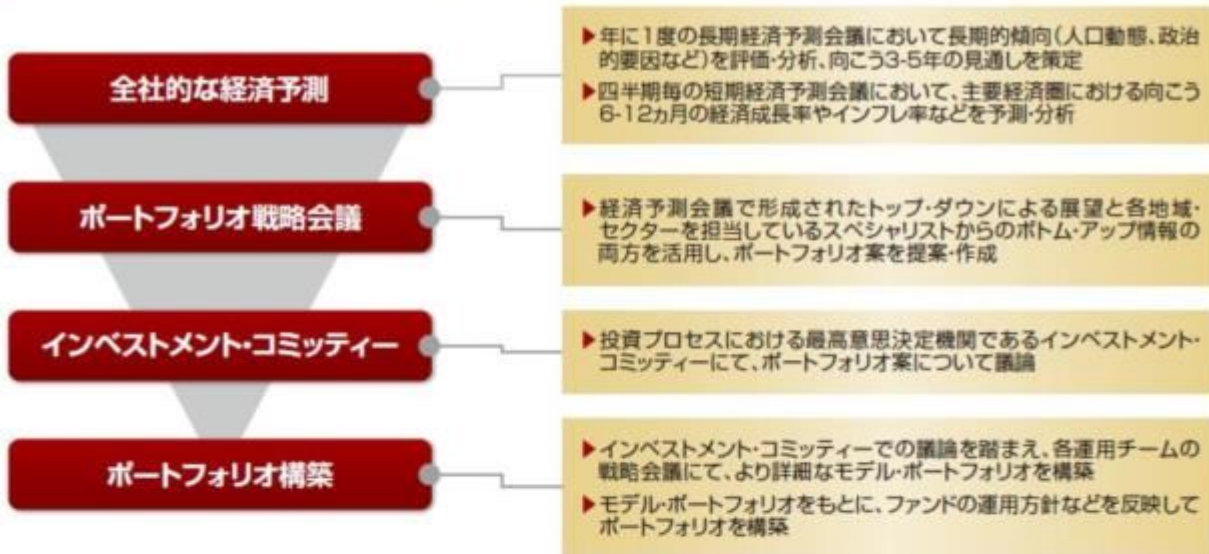 全社的な経済予測
▶年に1度の長期経済予測会議において長期的傾向(人口動態、政治
的要因など)を評価・分析、向こう3-5年の見通しを策定
▶四半期毎の短期経済予測会議において、主要経済圏における向こう
6-12ヵ月の経済成長率やインフレ率などを予測・分析
ポートフォリオ戦略会議
▶経済予測会議で形成されたトップ・ダウンによる展望と各地域・
セクターを担当しているスペシャリストからのボトム・アップ情報の
両方を活用し、ポートフォリオ案を提案・作成
インベストメント・コミッティー
▶投資プロセスにおける最高意思決定機関であるインベストメント・
コミッティーにて、ポートフォリオ案について議論
ポートフォリオ構築
▶インベストメント・コミッティーでの議論を踏まえ、各運用チームの
戦略会議にて、より詳細なモデル・ポートフォリオを構築
▶モデル・ポートフォリオをもとに、ファンドの運用方針などを反映して
ポートフォリオを構築